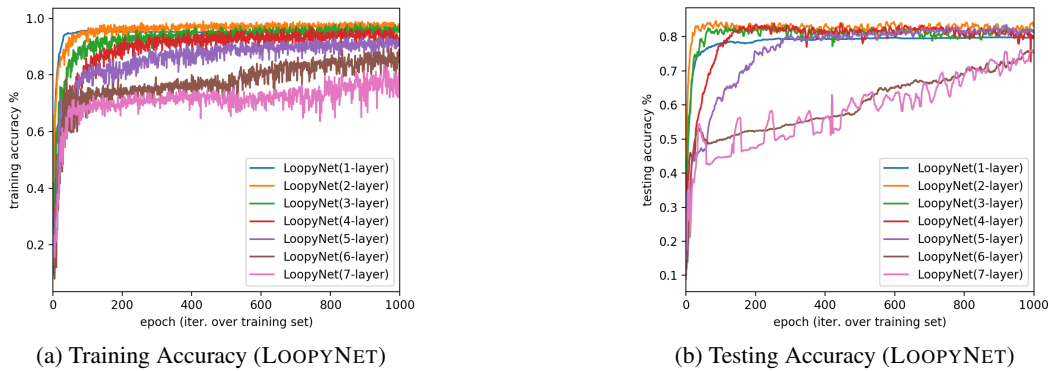 1.0
0.8
0.6
0.4
0.2
training accuracy %
LoopyNet(1-layer)
LoopyNet(2-layer)
LoopyNet(3-layer)
LoopyNet(4-layer)
LoopyNet(5-layer)
LoopyNet(6-layer)
LoopyNet(7-layer)
0 200 400 600 800 1000
epoch (iter. over training set)
(a) Training Accuracy (LOOPYNET)
0.8
0.7
0.6
0.5
0.4
0.3
0.2
0.1
testing accuracy %
LoopyNet(1-layer)
LoopyNet(2-layer)
LoopyNet(3-layer)
LoopyNet(4-layer)
LoopyNet(5-layer)
LoopyNet(6-layer)
LoopyNet(7-layer)
0 200 400 600 800 1000
epoch (iter. over training set)
(b) Testing Accuracy (LOOPYNET)